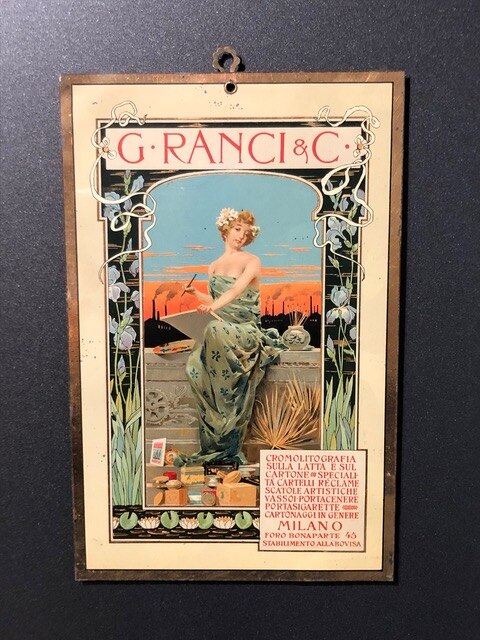 G·RANCI & C·
CROMOLITOGRAFIA
SULLA LATTA E SUL
CARTONE SPECIALI-
TÀ CARTELLI RÉCLAME
SCATOLE ARTISTICHE
VASSOI-PORTACENERE
PORTASIGARETTE
CARTONAGGI IN GENERE
MILANO
FORO BONAPARTE 45
STABILIMENTO ALLA BOVISA